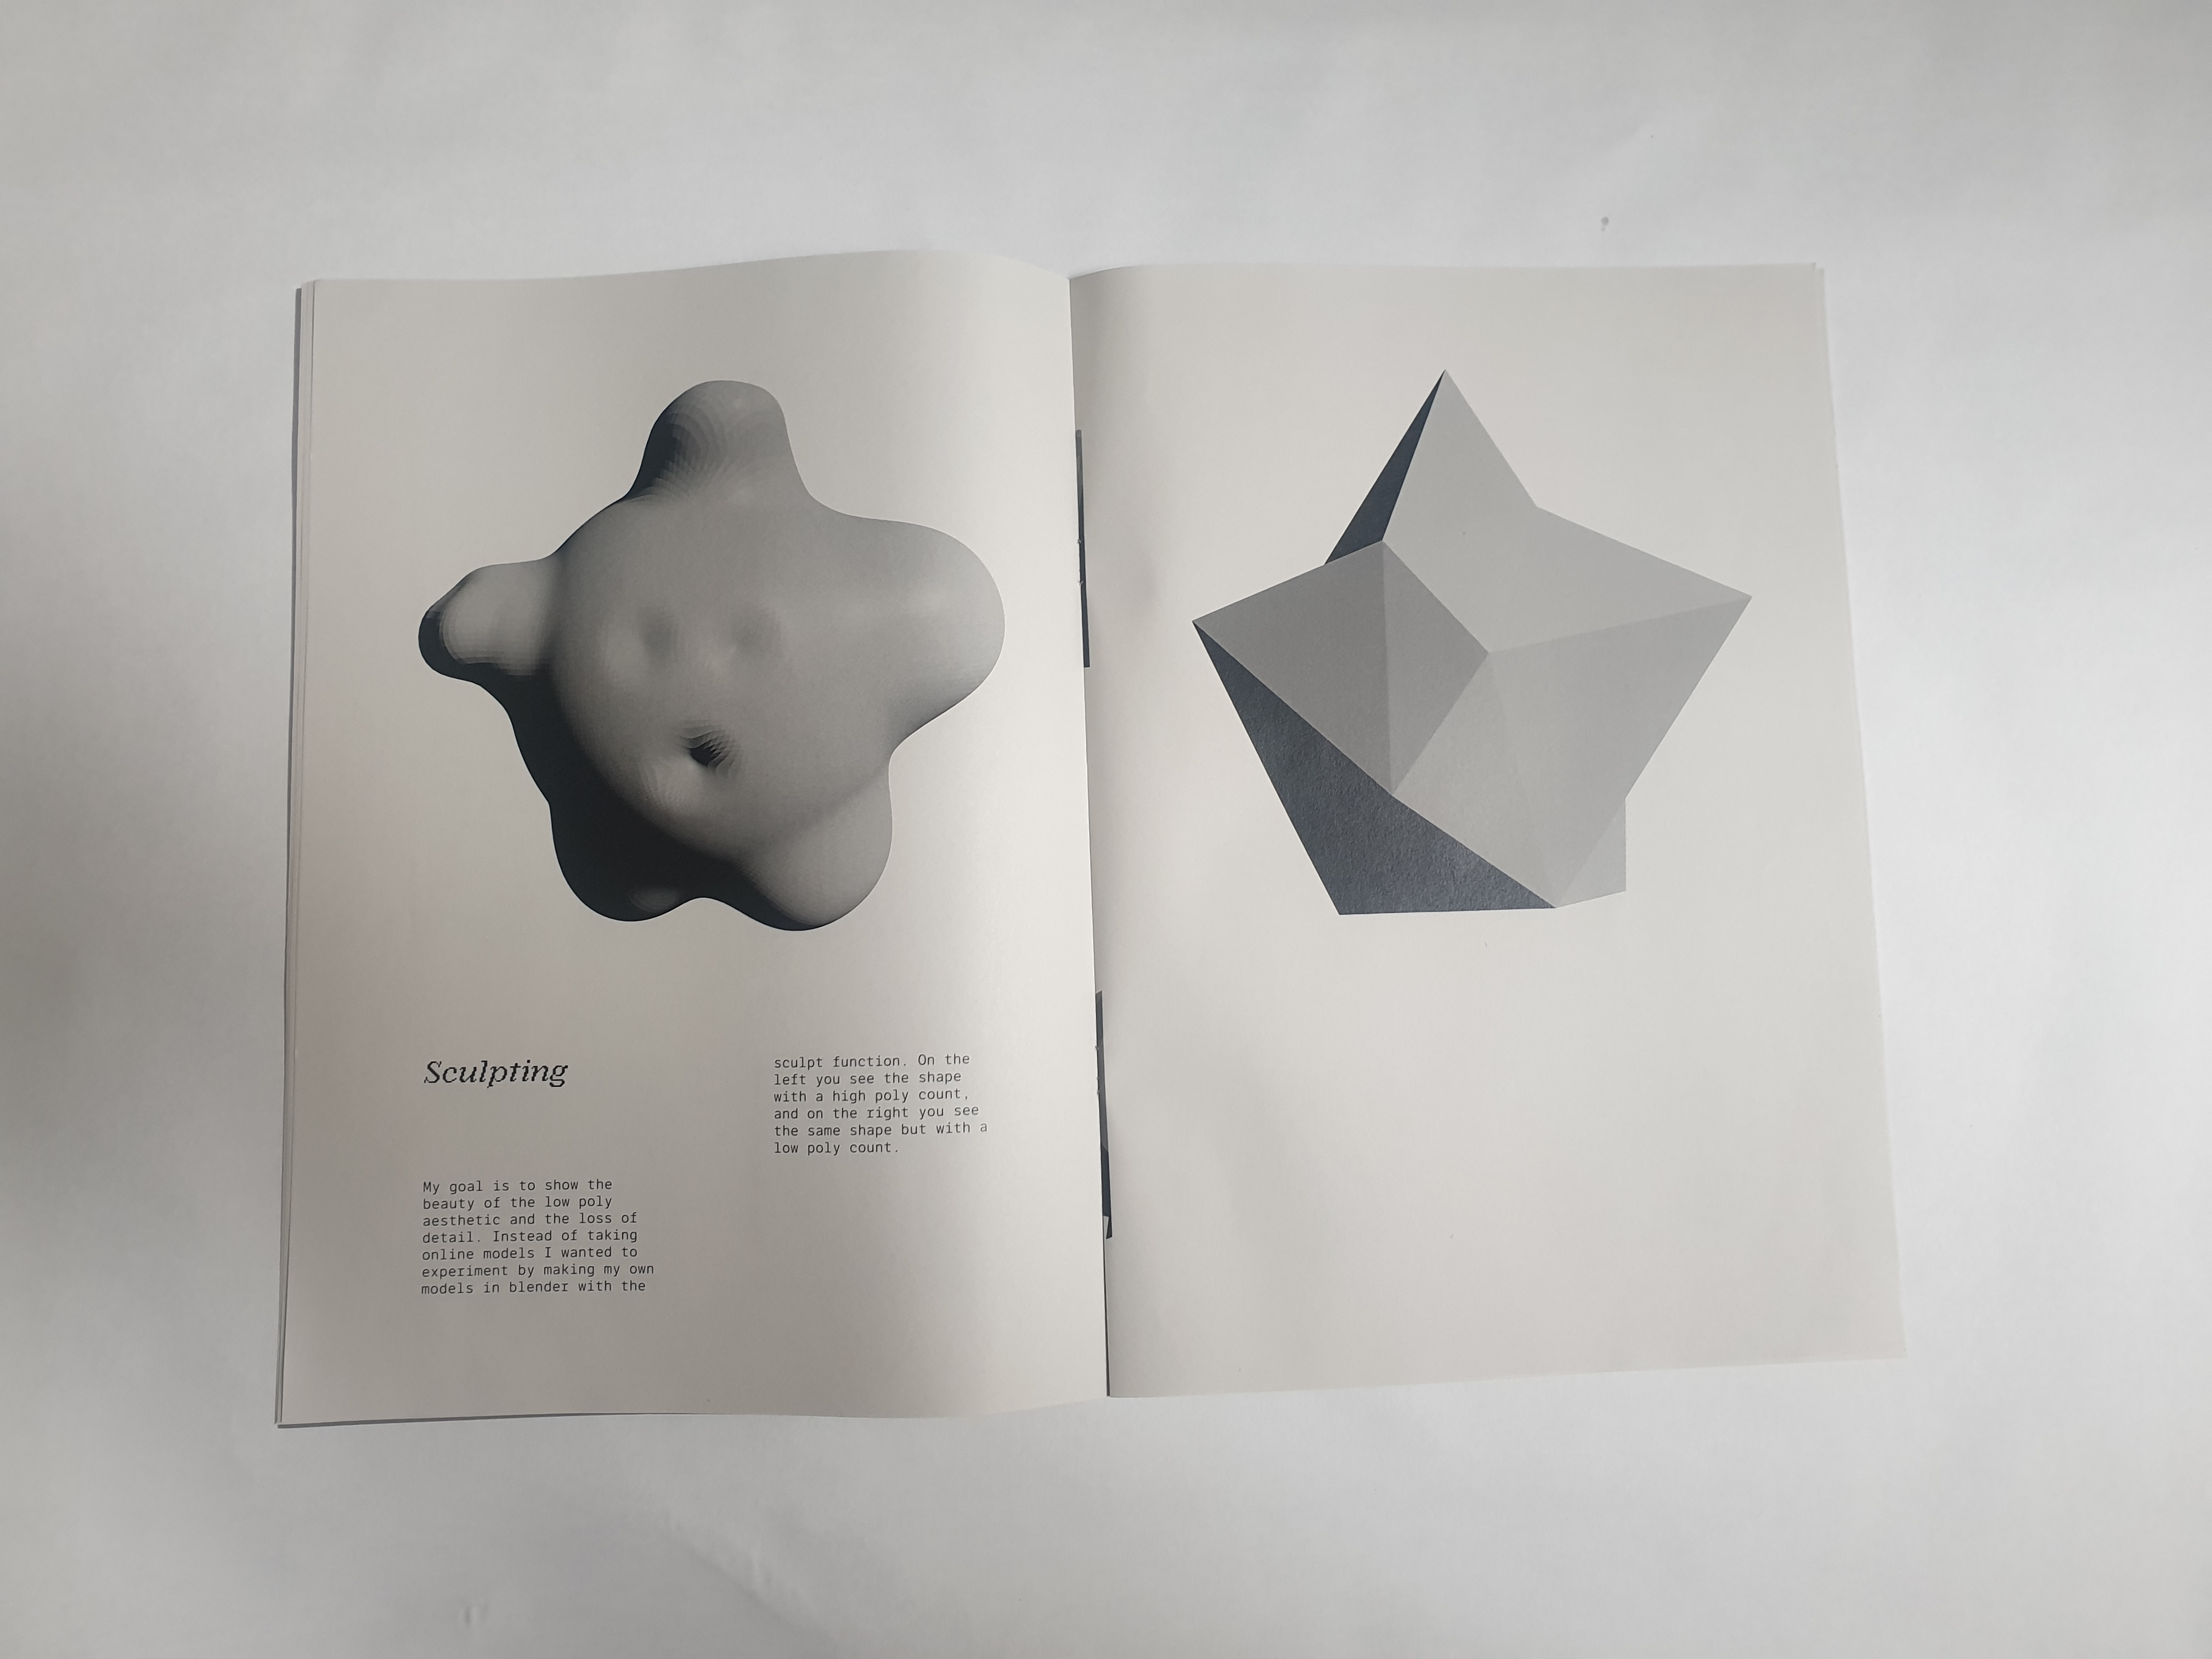 Sculpting
My goal is to show the
beauty of the low poly
aesthetic and the loss of
detail. Instead of taking
online models I wanted to
experiment by making my own
models in blender with the
sculpt function. On the
left you see the shape
with a high poly count,
and on the right you see
the same shape but with a
low poly count.